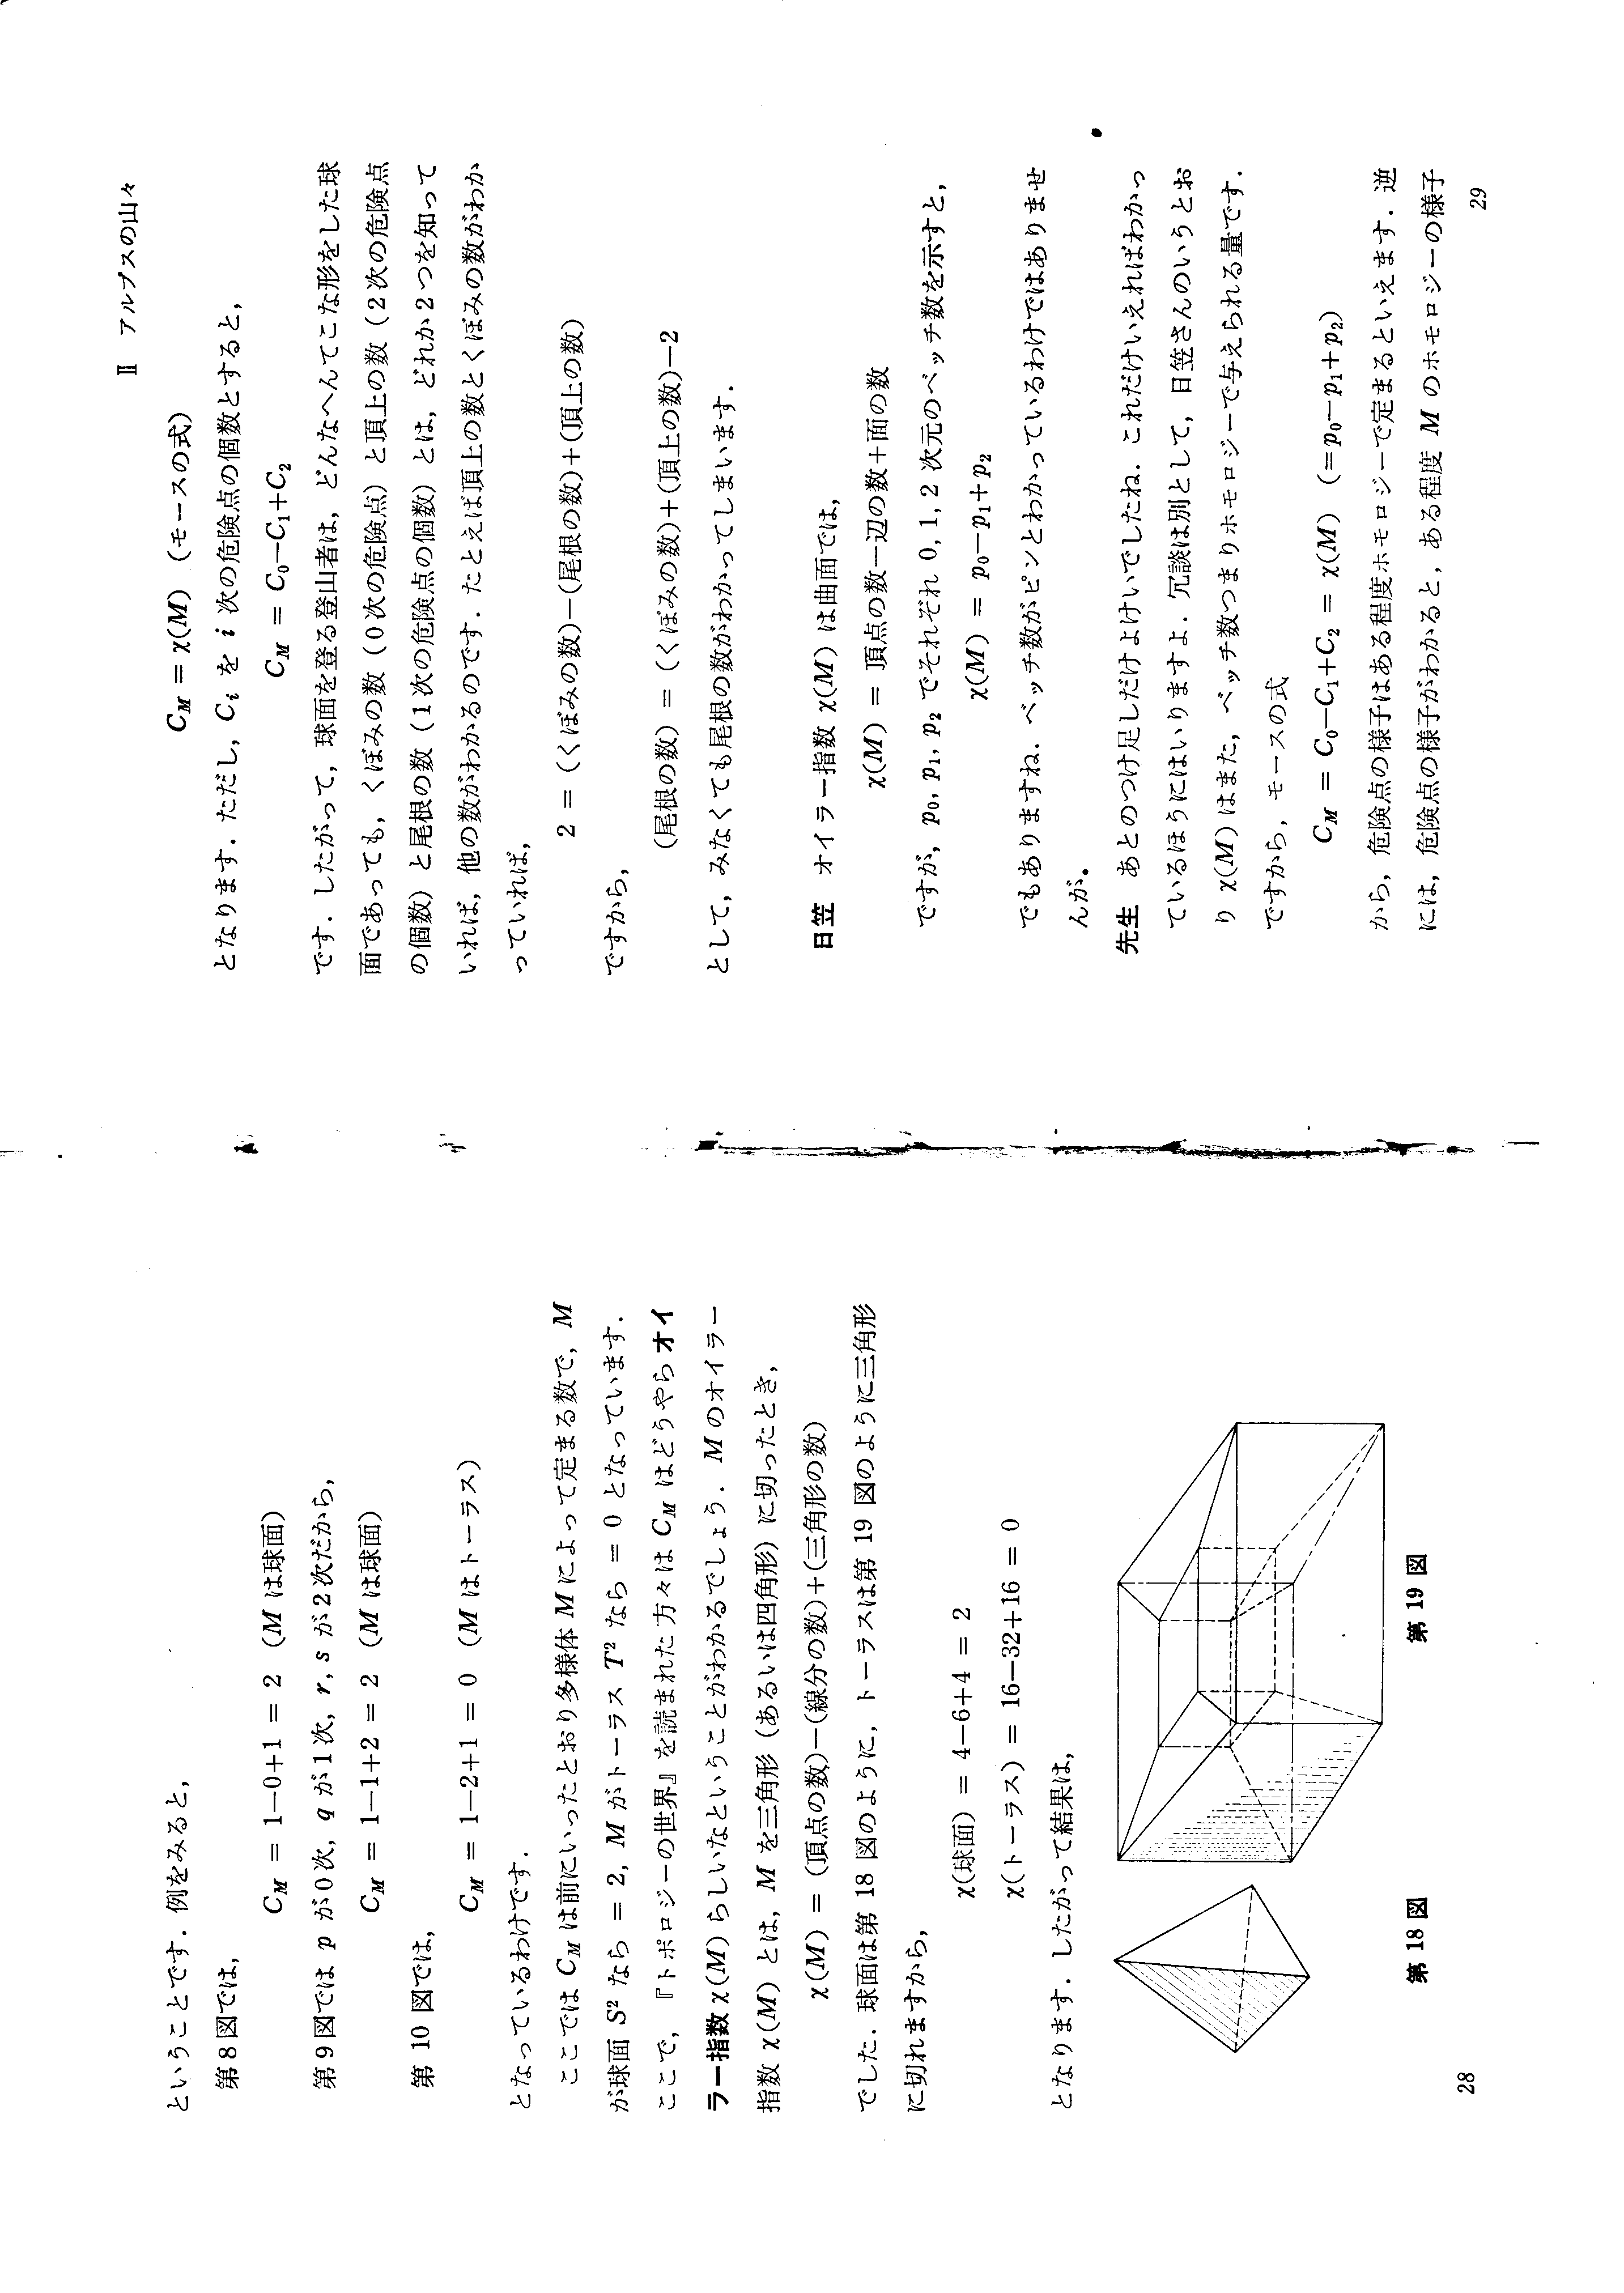 ということです．例をみると，
第8図では，
C_M = 1−0+1 = 2 (M は球面)
第9図では p が0次，q が1次，r, s が2次だから，
C_M = 1−1+2 = 2 (M は球面)
第 10 図では，
C_M = 1−2+1 = 0 (M はトーラス)
となっているわけです．
ここでは C_M は前にいったとおり多様体 M によって定まる数で，M
が球面 S² なら = 2, M がトーラス T² なら = 0 となっています．
ここで，『トポロジーの世界』を読まれた方々は C_M はどうやらオイ
ラー指数 χ(M) らしいなということがわかるでしょう．M のオイラー
指数 χ(M) とは，M を三角形（あるいは四角形）に切ったとき，
χ(M) = (頂点の数)−(線分の数)+(三角形の数)
でした．球面は第 18 図のように，トーラスは第 19 図のように三角形
に切れますから，
χ(球面) = 4−6+4 = 2
χ(トーラス) = 16−32+16 = 0
となります．したがって結果は，
第 18 図
第 19 図
28
Ⅱ アルプスの山々
C_M = χ(M) (モースの式)
となります．ただし，C_i を i 次の危険点の個数とすると，
C_M = C_0−C_1+C_2
です．したがって，球面を登る登山者は，どんなへんてこな形をした球
面であっても，くぼみの数（0次の危険点）と頂上の数（2次の危険点
の個数）と尾根の数（1次の危険点の個数）とは，どれか2つを知って
いれば，他の数がわかるのです．たとえば頂上の数とくぼみの数がわか
っていれば，
2 = (くぼみの数)−(尾根の数)+(頂上の数)
ですから，
(尾根の数) = (くぼみの数)+(頂上の数)−2
として，みなくても尾根の数がわかってしまいます．
日笠 オイラー指数 χ(M) は曲面では，
χ(M) = 頂点の数−辺の数+面の数
ですが，p_0, p_1, p_2 でそれぞれ 0, 1, 2 次元のベッチ数を示すと，
χ(M) = p_0−p_1+p_2
でもありますね．ベッチ数がピンとわかっているわけではありませ
んが。
先生 あとのつけ足しだけよけいでしたね．これだけいえればわかっ
ているほうにはいりますよ．冗談は別として，日笠さんのいうとお
り χ(M) はまた，ベッチ数つまりホモロジーで与えられる量です．
ですから，モースの式
C_M = C_0−C_1+C_2 = χ(M) (=p_0−p_1+p_2)
から，危険点の様子はある程度ホモロジーで定まるといえます．逆
には，危険点の様子がわかると，ある程度 M のホモロジーの様子
29